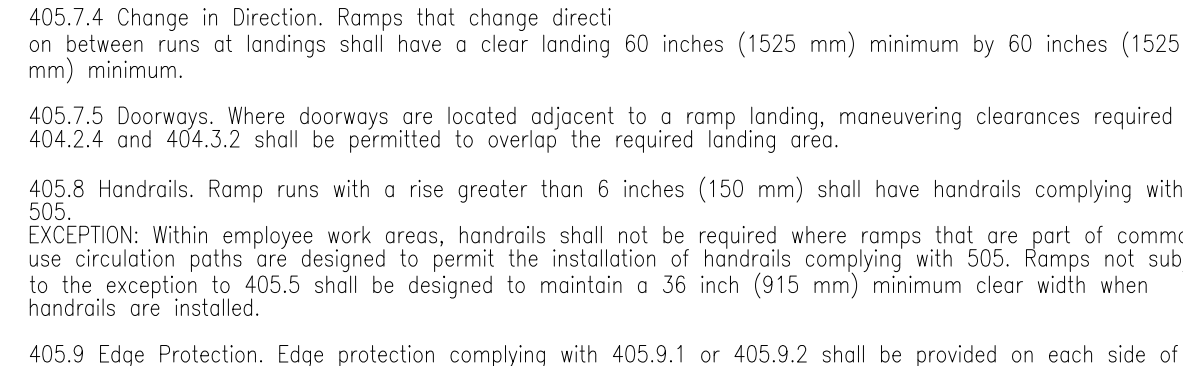 405.7.4 Change in Direction. Ramps that change directi
on between runs at landings shall have a clear landing 60 inches (1525 mm) minimum by 60 inches (1525
mm) minimum.
405.7.5 Doorways. Where doorways are located adjacent to a ramp landing, maneuvering clearances required
404.2.4 and 404.3.2 shall be permitted to overlap the required landing area.
405.8 Handrails. Ramp runs with a rise greater than 6 inches (150 mm) shall have handrails complying with
505.
EXCEPTION: Within employee work areas, handrails shall not be required where ramps that are part of
use circulation paths are designed to permit the installation of handrails complying with 505. Ramps not sub
to the exception to 405.5 shall be designed to maintain a 36 inch (915 mm) minimum clear width when
handrails are installed.
405.9 Edge Protection. Edge protection complying with 405.9.1 or 405.9.2 shall be provided on each side of